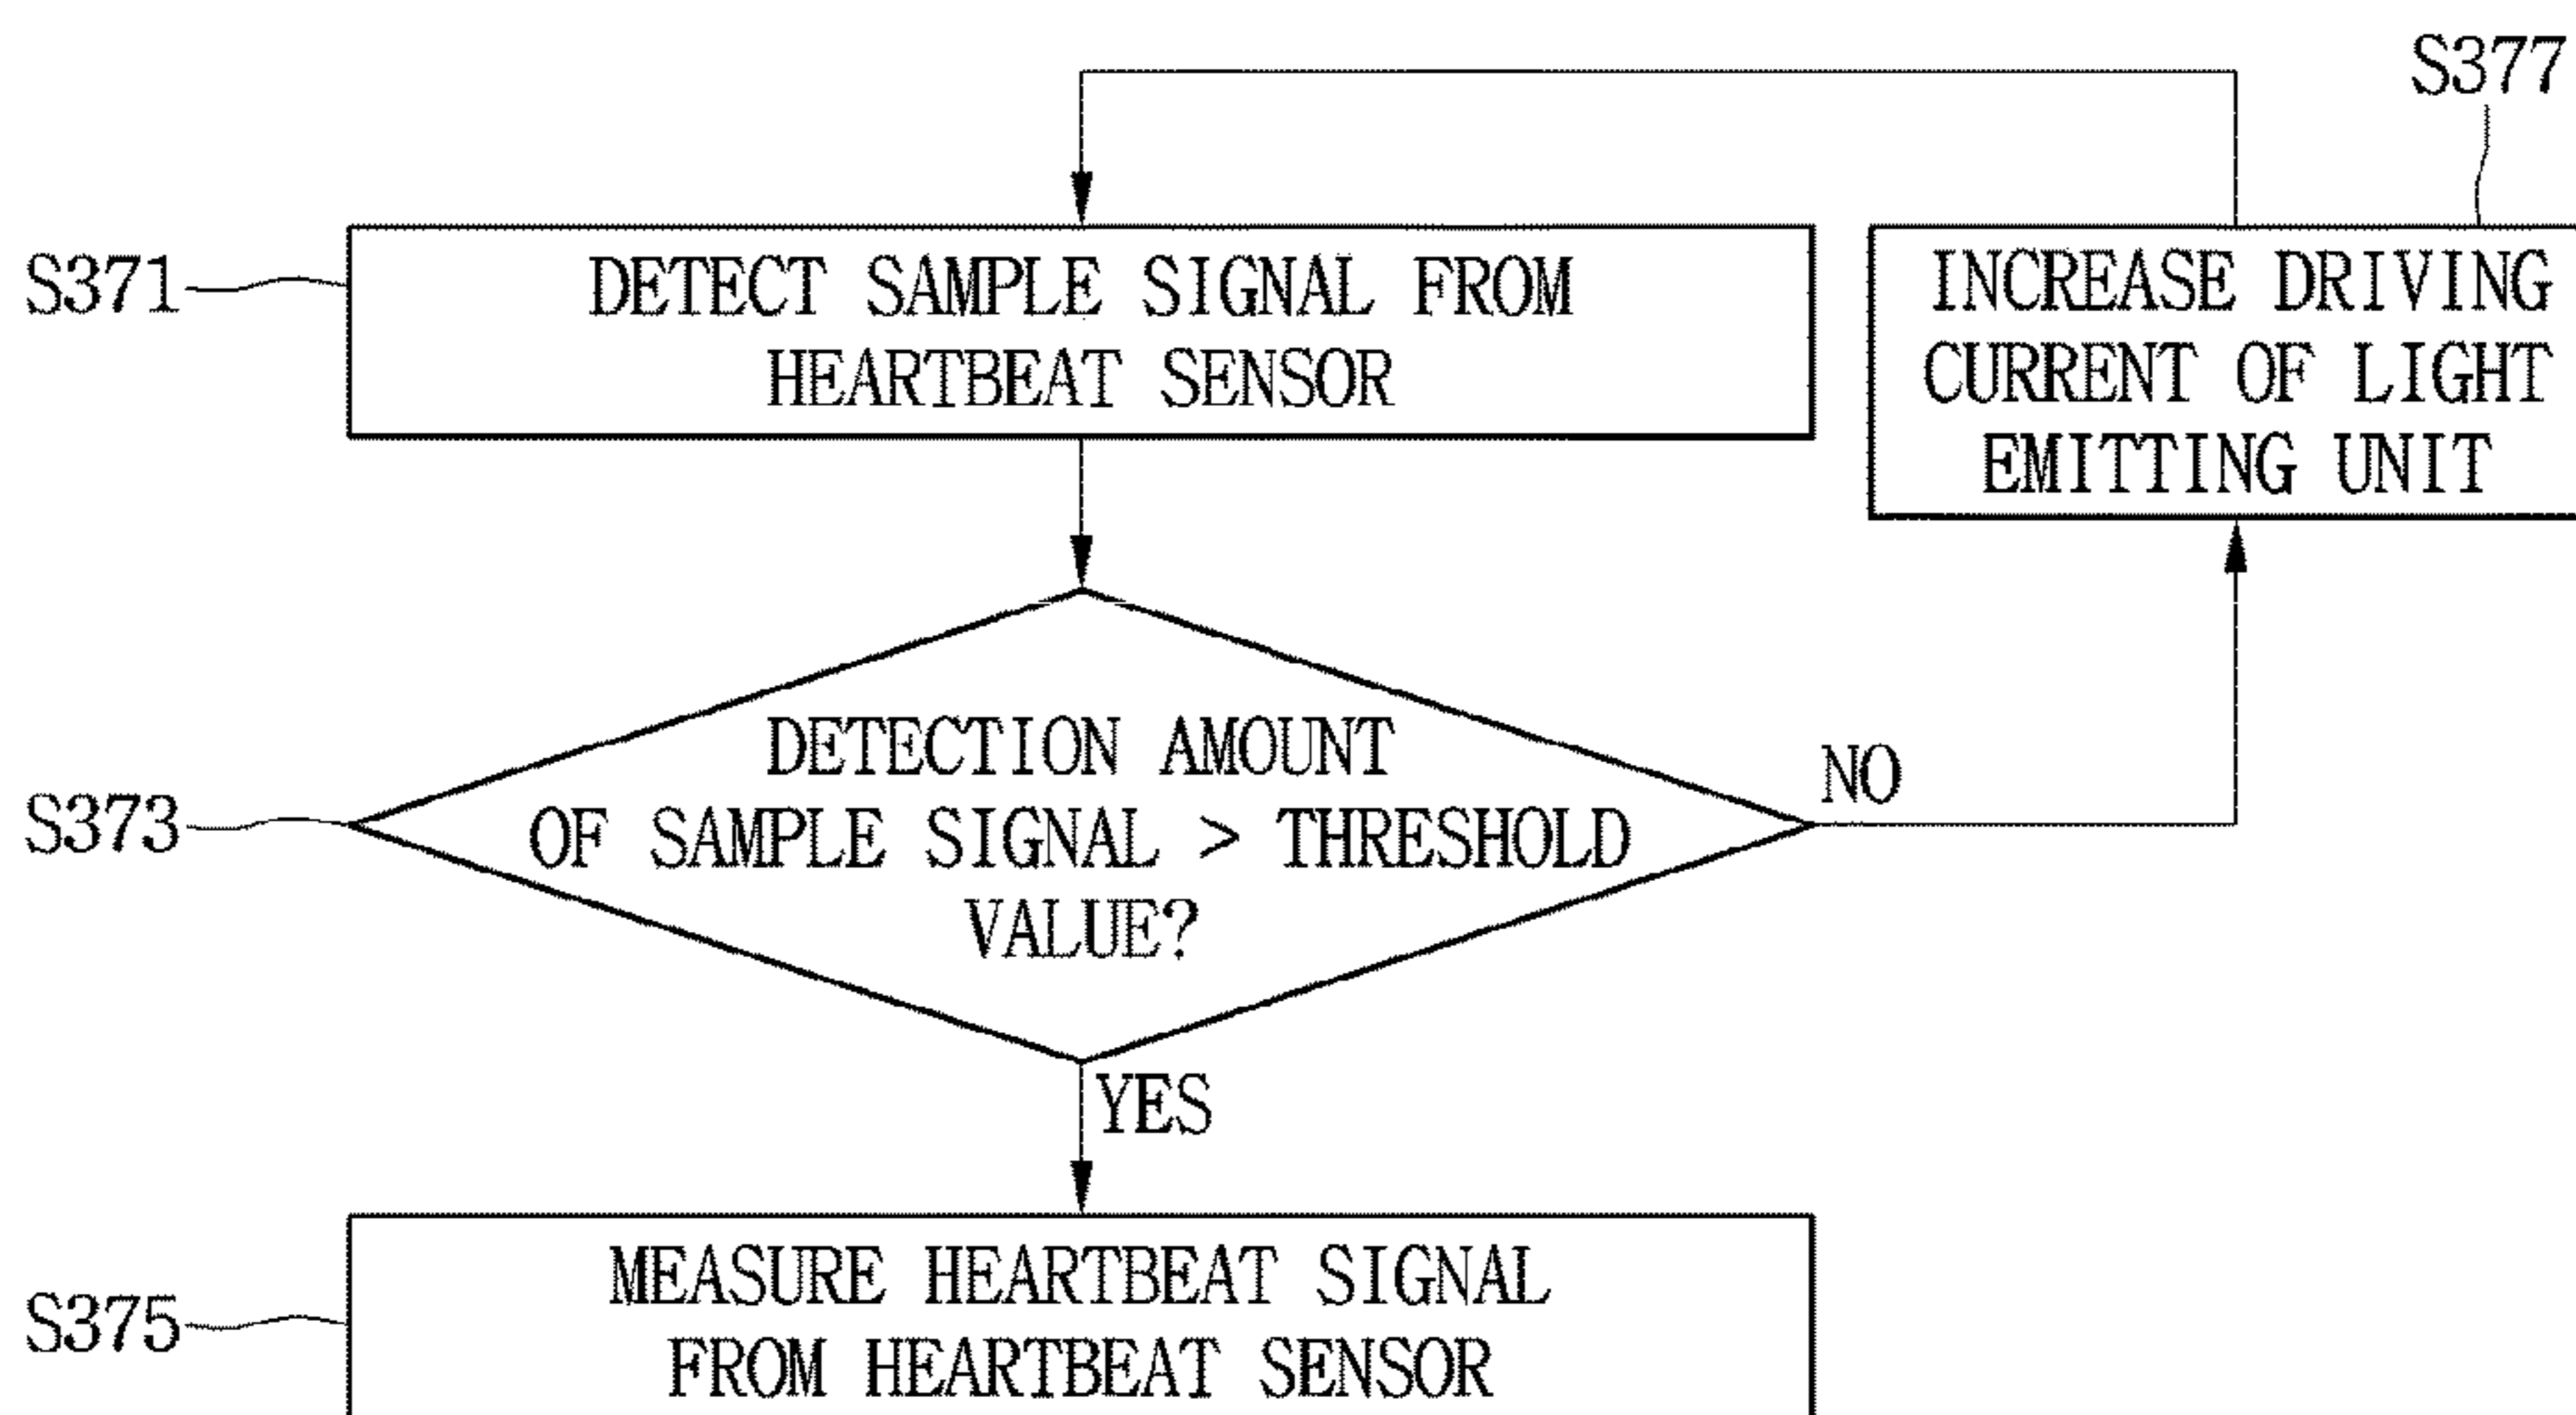 S377
S371
DETECT SAMPLE SIGNAL FROM
HEARTBEAT SENSOR
INCREASE DRIVING
CURRENT OF LIGHT
EMITTING UNIT
S373
DETECTION AMOUNT
OF SAMPLE SIGNAL > THRESHOLD
VALUE?
NO
YES
S375
MEASURE HEARTBEAT SIGNAL
FROM HEARTBEAT SENSOR